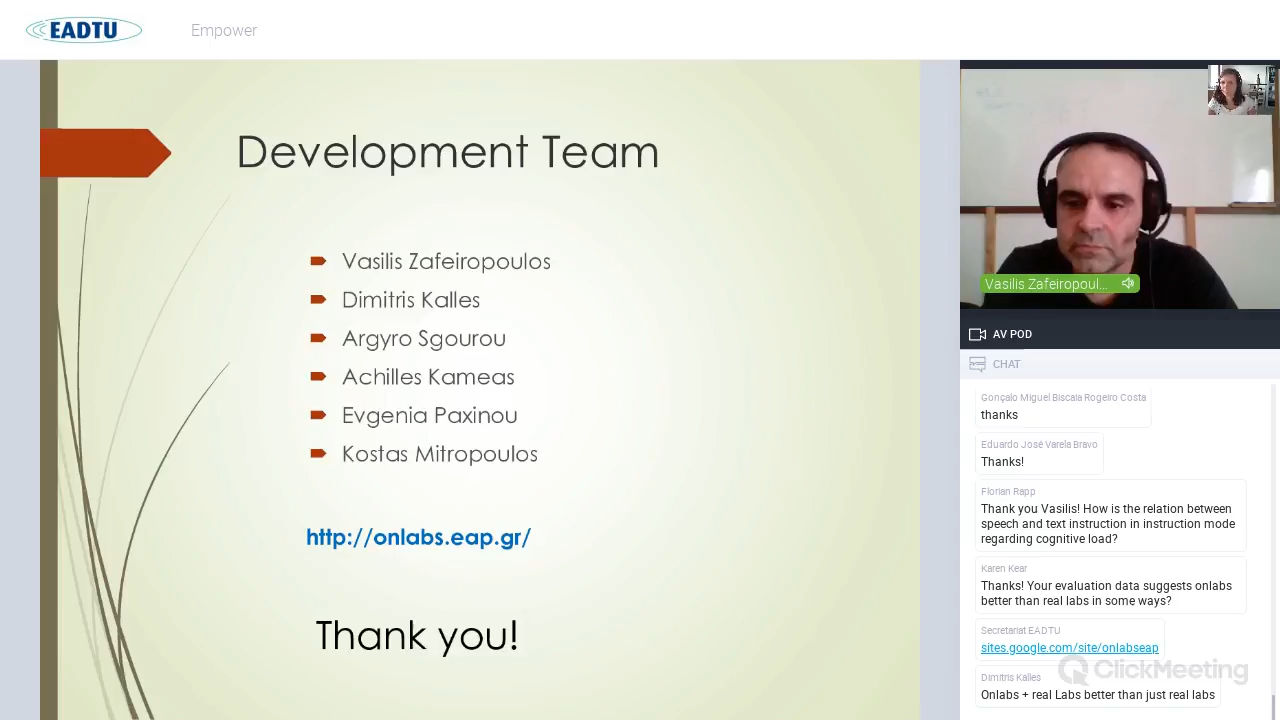 EADTU
Empower
Development Team
Vasilis Zafeiropoulos
Dimitris Kalles
Argyro Sgourou
Achilles Kameas
Evgenia Paxinou
Kostas Mitropoulos
http://onlabs.eap.gr/
Thank you!
Vasilis Zafeiropoul...
AV POD
CHAT
Gonçalo Miguel Biscaia Rogeiro Costa
thanks
Eduardo José Varela Bravo
Thanks!
Florian Rapp
Thank you Vasilis! How is the relation between
speech and text instruction in instruction mode
regarding cognitive load?
Karen Kear
Thanks! Your evaluation data suggests onlabs
better than real labs in some ways?
Secretariat EADTU
sites.google.com/site/onlabseap
ClickMeeting
Dimitris Kalles
Onlabs + real Labs better than just real labs